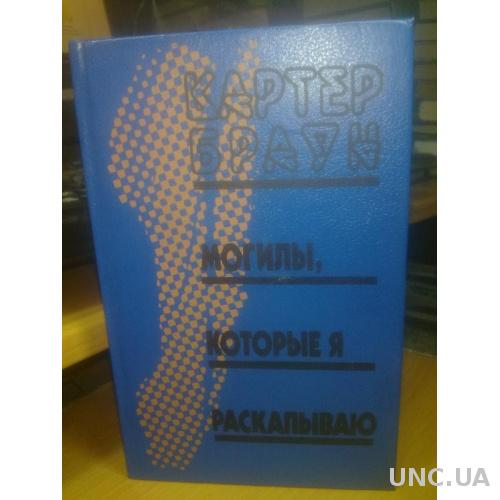 КАРТЕР
БРАУН
МОГИЛЫ,
КОТОРЫЕ Я
РАСКАПЫВАЮ
UNC.UA